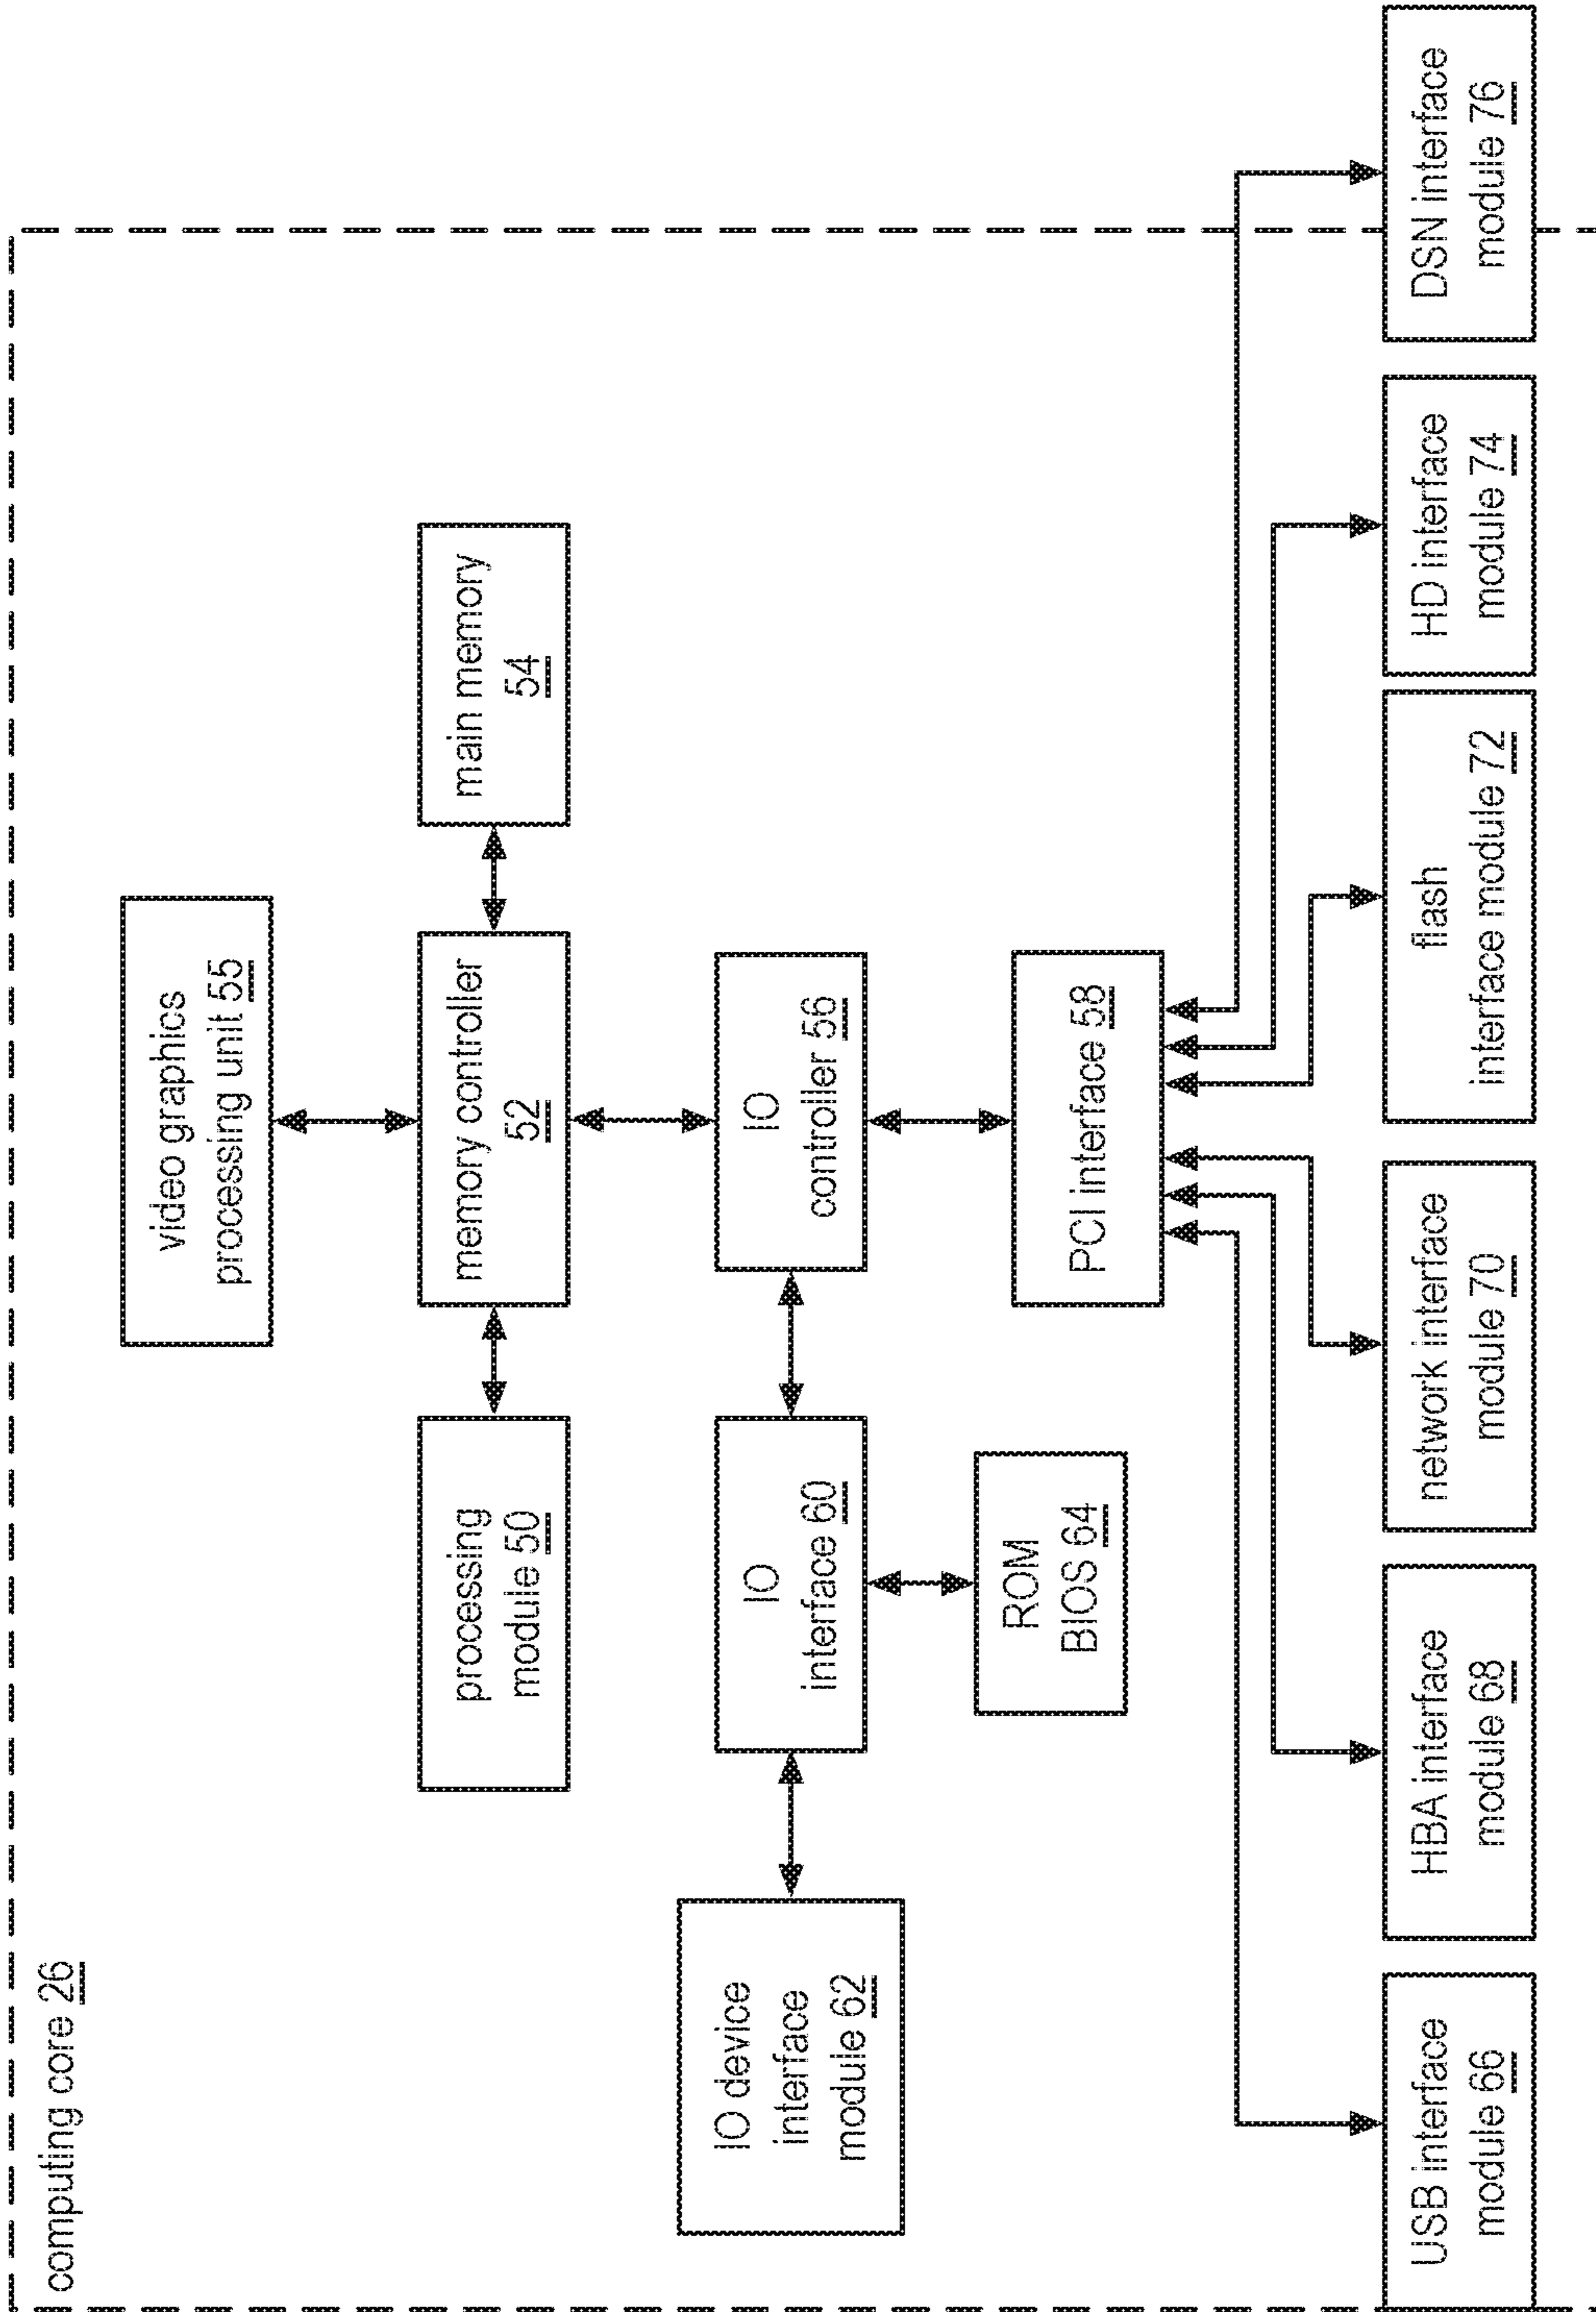 computing core 26
video graphics
processing unit 55
processing
module 50
memory controller
52
main memory
54
IO device
interface
module 62
IO
interface 60
IO
controller 56
ROM
BIOS 64
PCI interface 58
USB interface
module 66
HBA interface
module 68
network interface
module 70
flash
interface module 72
HD interface
module 74
DSN interface
module 76